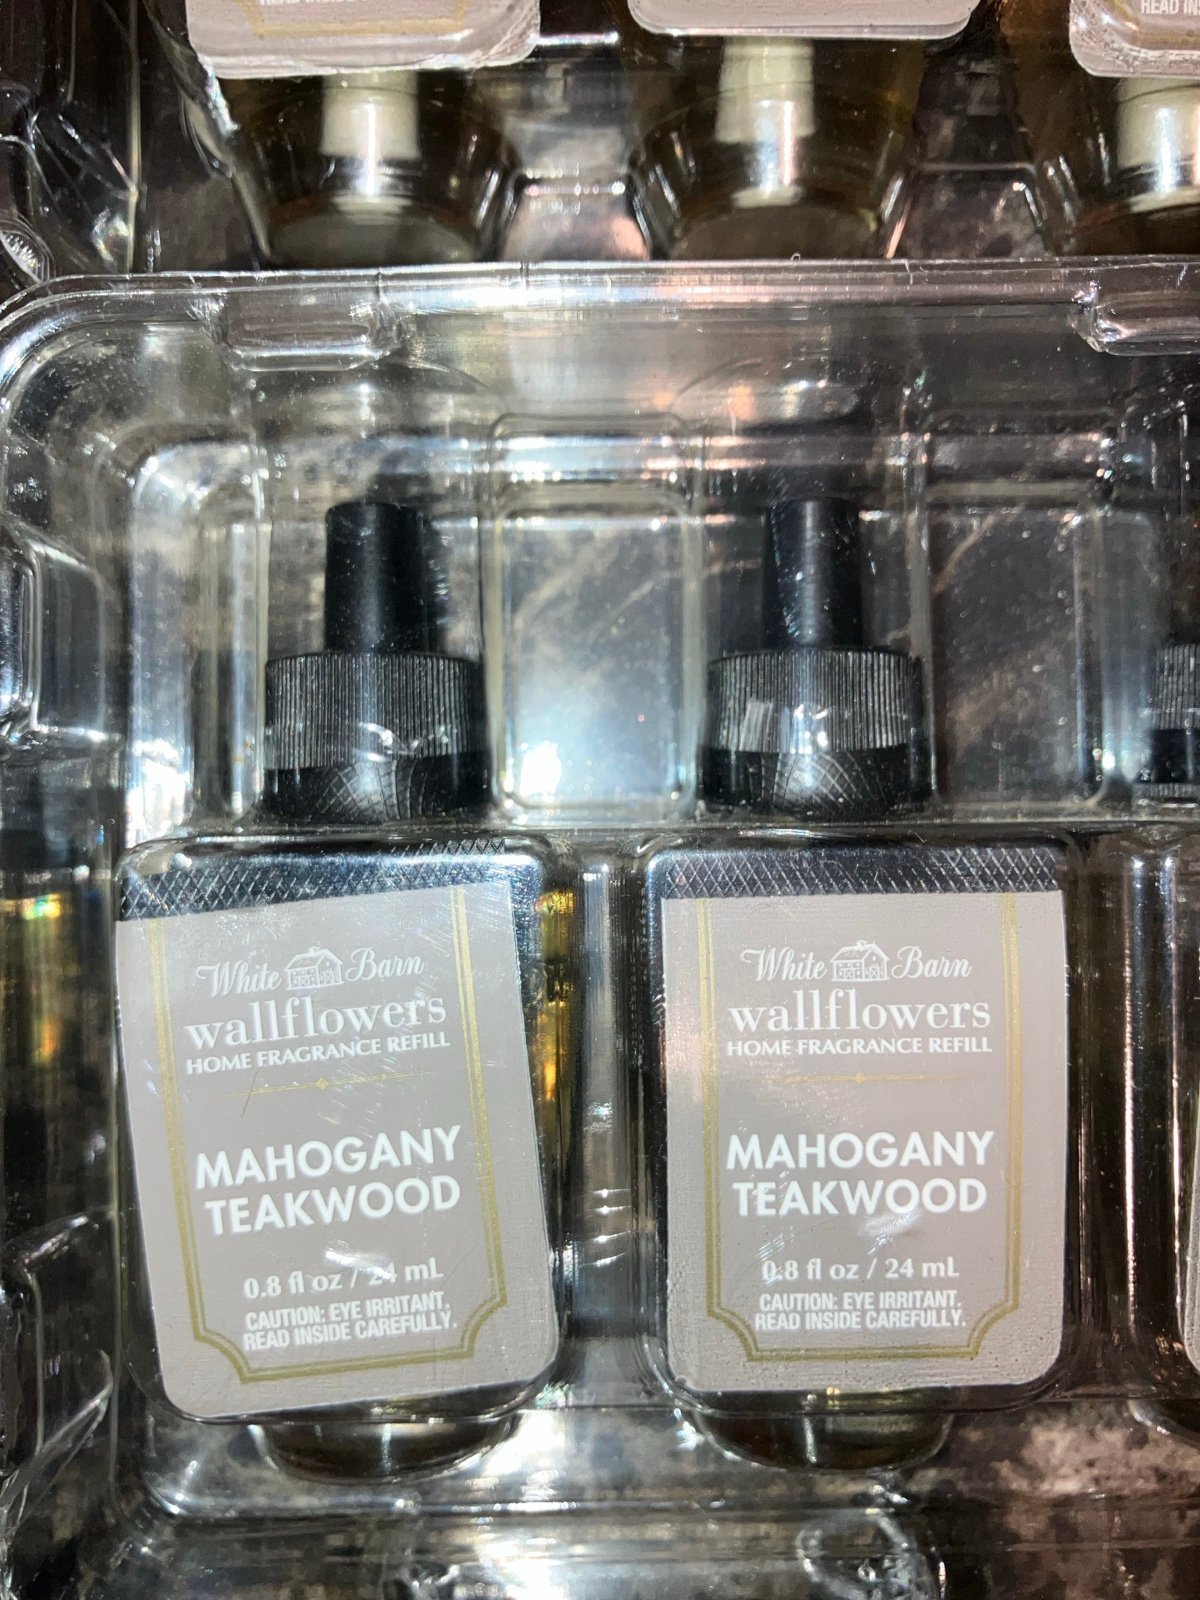 READ IN
White Barn
wallflowers
HOME FRAGRANCE REFILL
MAHOGANY
TEAKWOOD
0.8 fl oz / 24 mL
CAUTION: EYE IRRITANT,
READ INSIDE CAREFULLY.
White Barn
wallflowers
HOME FRAGRANCE REFILL
MAHOGANY
TEAKWOOD
0.8 fl oz / 24 mL
CAUTION: EYE IRRITANT,
READ INSIDE CAREFULLY.